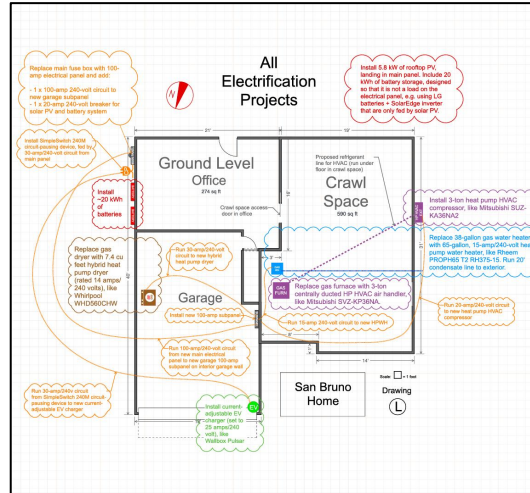 All
Electrification
Projects
Replace main fuse box with 100-
amp electrical panel and add:
- 1 x 100-amp 240-volt circuit to
new garage subpanel
- 1 x 20-amp 240-volt breaker for
solar PV and battery system
Install 5.8 kW of rooftop PV,
landing in main panel. Include 20
kWh of battery storage, designed
so that it is not a load on the
electrical panel, e.g. using LG
batteries + SolarEdge inverter
that are only fed by solar PV.
N
21'
15'
Install SimpleSwitch 240M
circuit-pausing device, fed by
30-amp/240-volt circuit from
main panel
Ground Level
Office
274 sq ft
Proposed refrigerant
line for HVAC (run under
floor in crawl space)
Crawl
Space
590 sq ft
Crawl space access
door in office
Install
~20 kWh
of
batteries
Install 3-ton heat pump HVAC
compressor, like Mitsubishi SUZ-
KA36NA2
Replace 38-gallon gas water heater
with 65-gallon, 15-amp/240-volt heat
pump water heater, like Rheem
PROPH65 T2 RH375-15. Run 20'
condensate line to exterior
Replace gas
dryer with 7.4 cu
feet hybrid heat
pump dryer
(rated 14 amps/
240 volts), like
Whirlpool
WHD560CHW
Run 30-amp/240-volt
circuit to new hybrid
heat pump dryer
GAS
FURN
Replace gas furnace with 3-ton
centrally ducted HP HVAC air handler,
like Mitsubishi SVZ-KP36NA
Garage
Install new 100-amp subpanel
Run 15-amp 240-volt circuit to new HPWH
Run 20-amp/240-volt circuit
to new heat pump HVAC
compressor
Run 100-amp/240-volt circuit
from new main electrical
panel to new garage 100-amp
subpanel on interior garage wall
14'
Run 30-amp/240v circuit
from SimpleSwitch 240M circuit-
pausing device to new current-
adjustable EV charger
Install current-
adjustable EV
charger (set to
25 amps/240
volt), like
Wallbox Pulsar
EV
San Bruno
Home
Scale: = 1 foot
Drawing
L